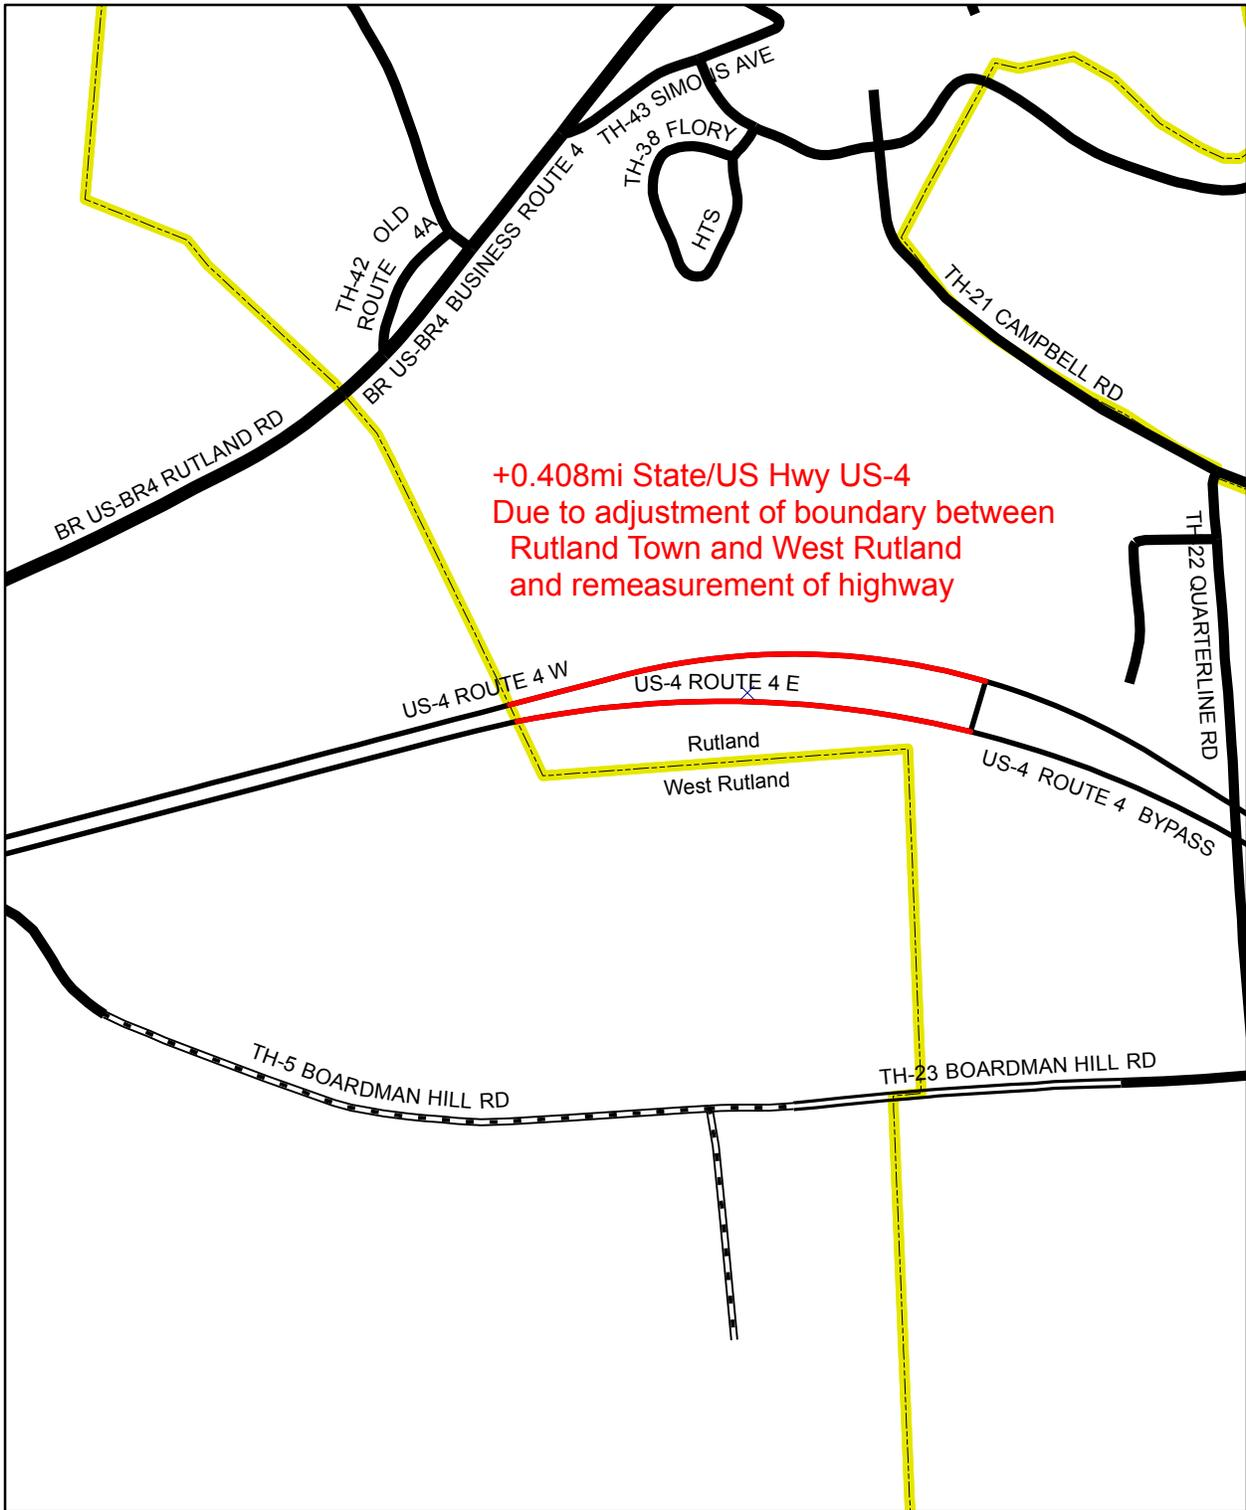 TH-43 SIMONS AVE
TH-38 FLORY
HTS
TH-42 OLD
ROUTE 4A
BR US-BR4 BUSINESS ROUTE 4
TH-21 CAMPBELL RD
BR US-BR4 RUTLAND RD
+0.408mi State/US Hwy US-4
Due to adjustment of boundary between
Rutland Town and West Rutland
and remeasurement of highway
TH-22 QUARTERLINE RD
US-4 ROUTE 4 W
US-4 ROUTE 4 E
Rutland
West Rutland
US-4 ROUTE 4 BYPASS
TH-5 BOARDMAN HILL RD
TH-23 BOARDMAN HILL RD